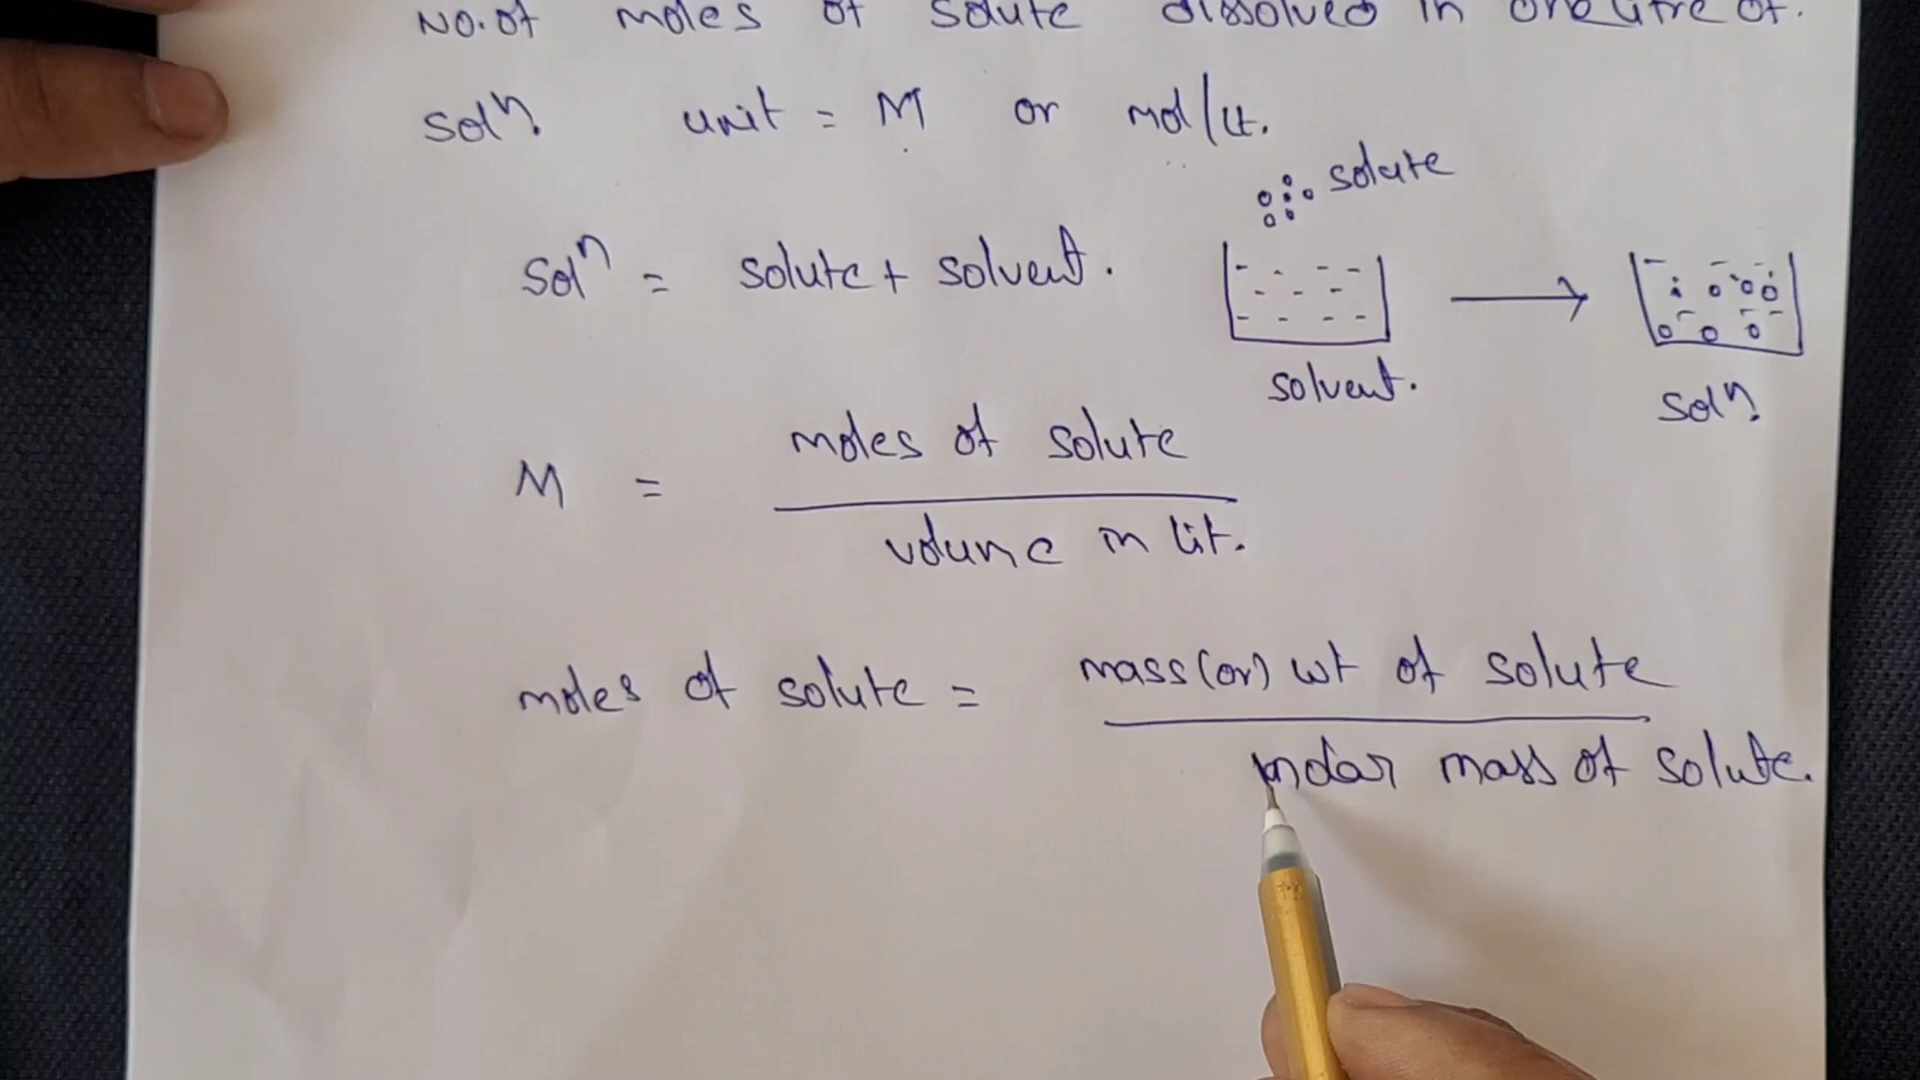 No. of moles of solute dissolved in one litre of.
solⁿ. unit = M or mol/lt.
solute
solⁿ = solute + solvent.
solvent.
solⁿ.
M = moles of solute
volume in lit.
moles of solute = mass (or) wt of solute
molar mass of solute.